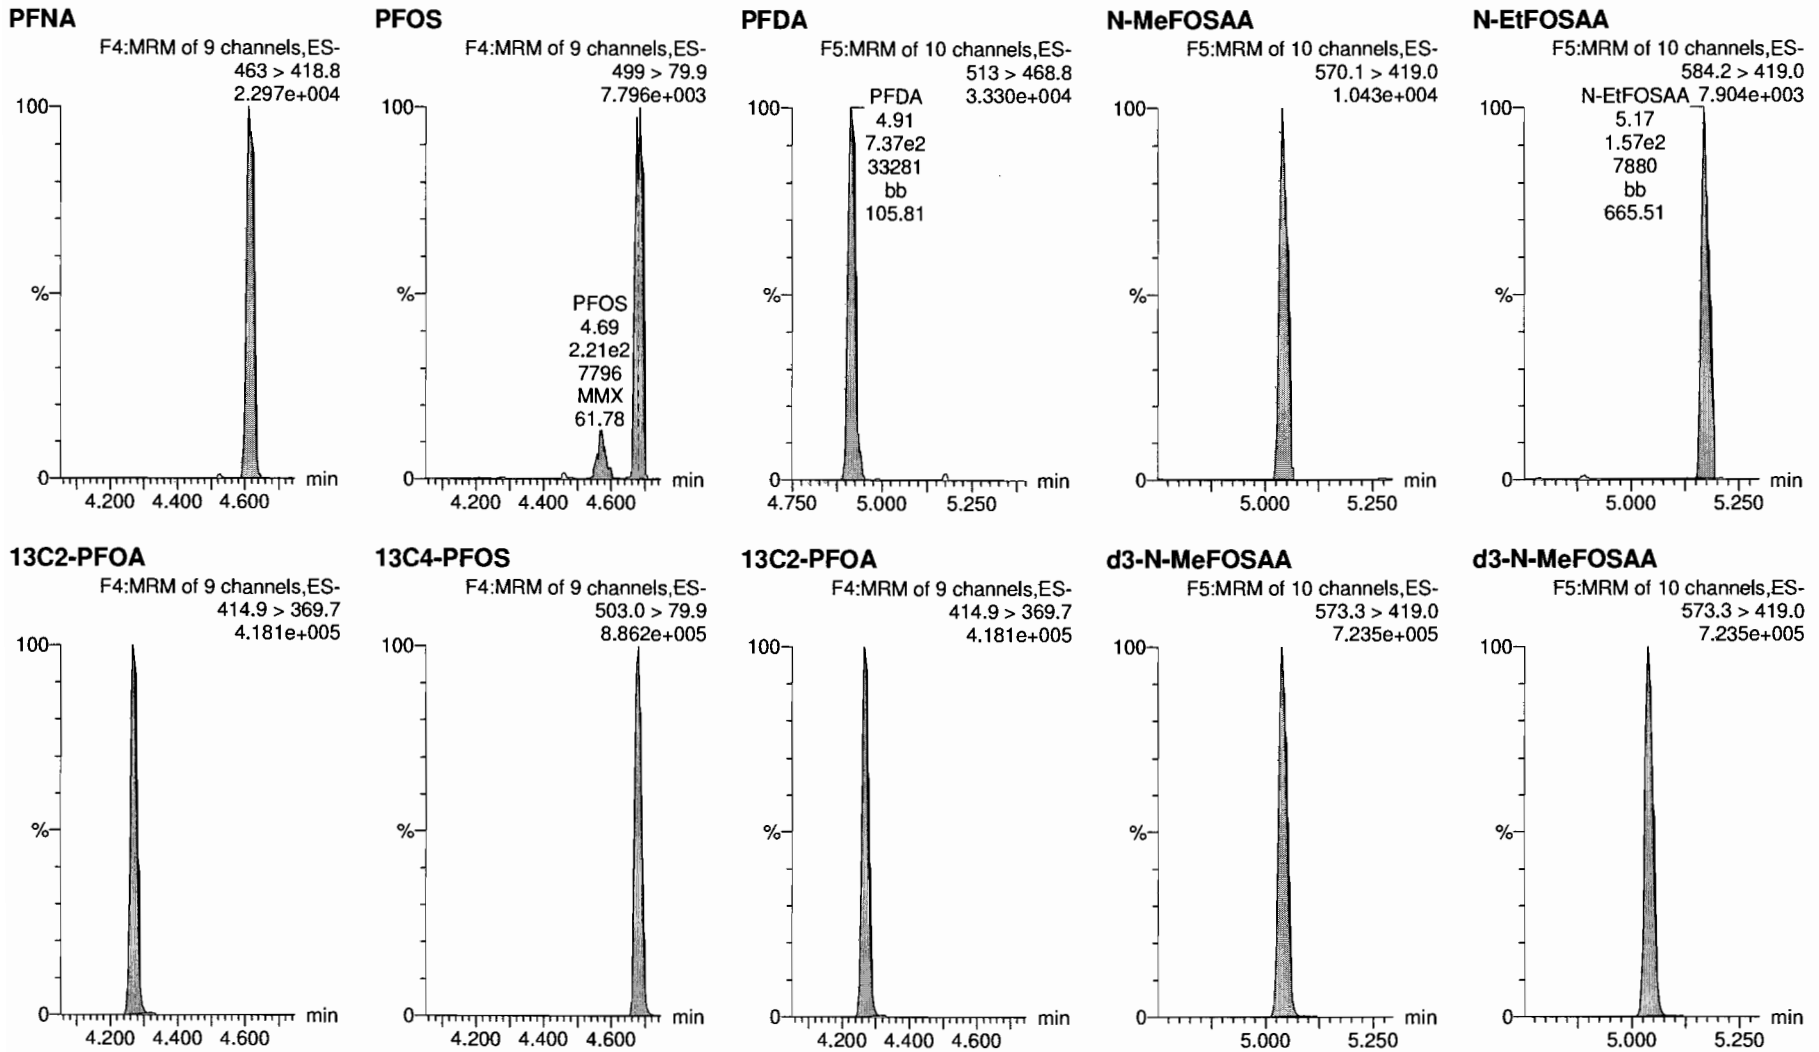 PFNA
F4:MRM of 9 channels,ES-
463 > 418.8
2.297e+004
100
%
0
min
4.200 4.400 4.600
PFOS
F4:MRM of 9 channels,ES-
499 > 79.9
7.796e+003
100
PFOS
4.69
2.21e2
7796
MMX
61.78
%
0
min
4.200 4.400 4.600
PFDA
F5:MRM of 10 channels,ES-
513 > 468.8
3.330e+004
100
PFDA
4.91
7.37e2
33281
bb
105.81
%
0
min
4.750 5.000 5.250
N-MeFOSAA
F5:MRM of 10 channels,ES-
570.1 > 419.0
1.043e+004
100
%
0
min
5.000 5.250
N-EtFOSAA
F5:MRM of 10 channels,ES-
584.2 > 419.0
7.904e+003
100
N-EtFOSAA
5.17
1.57e2
7880
bb
665.51
%
0
min
5.000 5.250
13C2-PFOA
F4:MRM of 9 channels,ES-
414.9 > 369.7
4.181e+005
100
%
0
min
4.200 4.400 4.600
13C4-PFOS
F4:MRM of 9 channels,ES-
503.0 > 79.9
8.862e+005
100
%
0
min
4.200 4.400 4.600
13C2-PFOA
F4:MRM of 9 channels,ES-
414.9 > 369.7
4.181e+005
100
%
0
min
4.200 4.400 4.600
d3-N-MeFOSAA
F5:MRM of 10 channels,ES-
573.3 > 419.0
7.235e+005
100
%
0
min
5.000 5.250
d3-N-MeFOSAA
F5:MRM of 10 channels,ES-
573.3 > 419.0
7.235e+005
100
%
0
min
5.000 5.250